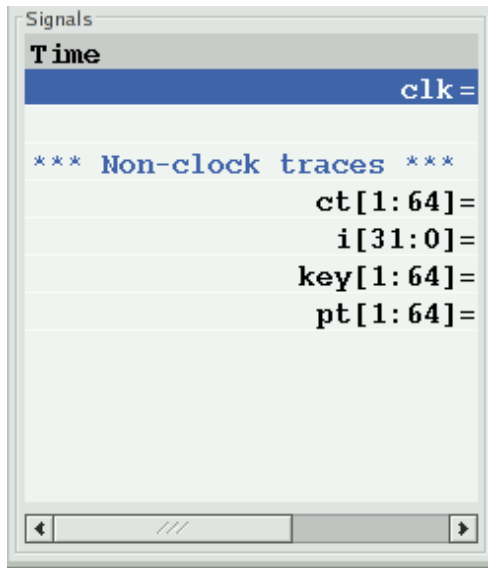 Signals
Time
clk=
*** Non-clock traces ***
ct[1:64]=
i[31:0]=
key[1:64]=
pt[1:64]=